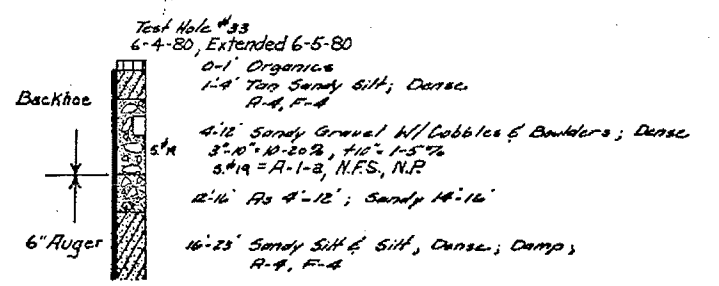 Test Hole #33
6-4-80, Extended 6-5-80
0-1' Organics
1'-4' Tan Sandy Silt; Dense
A-4, F-4
Backhoe
4'-12' Sandy Gravel W/Cobbles & Boulders; Dense
3"-10" = 10-20%, +10" = 1-5%
S.#19
S.#19 = A-1-a, N.F.S., N.P.
12'-16' As 4'-12'; Sandy 14'-16'
6" Auger
16'-23' Sandy Silt & Silt, Dense; Damp;
A-4, F-4